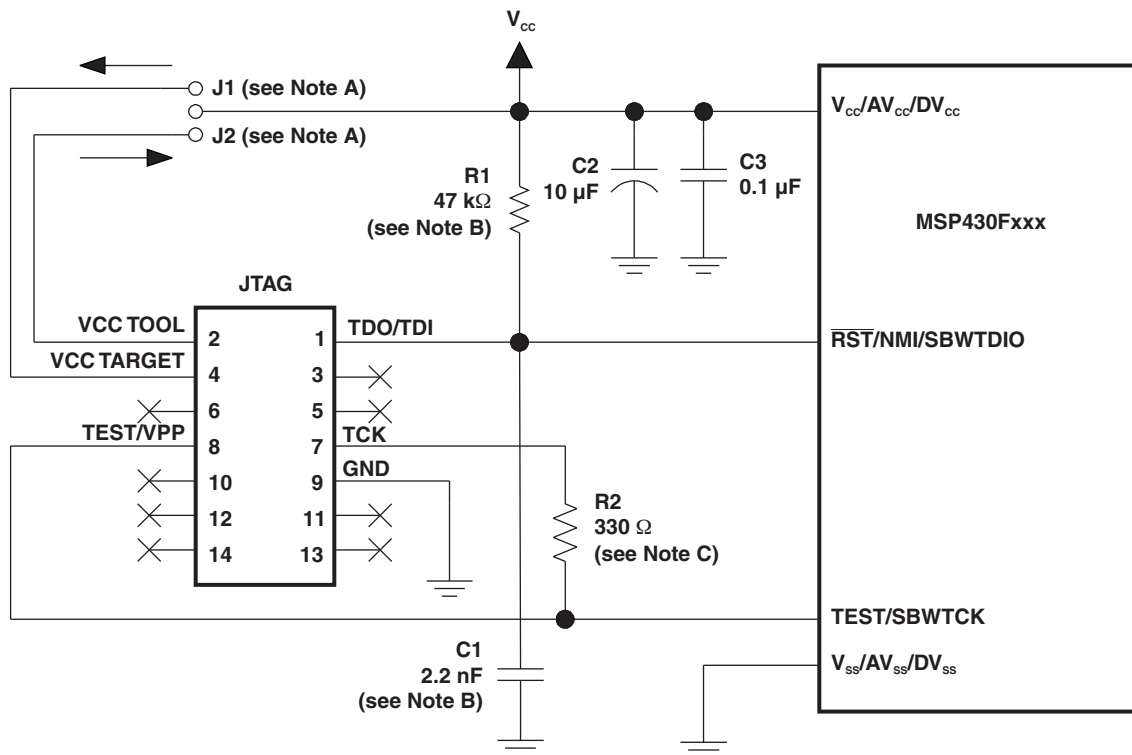 Vcc
J1 (see Note A)
J2 (see Note A)
Vcc/AVcc/DVcc
R1
47 kΩ
(see Note B)
C2
10 µF
C3
0.1 µF
MSP430Fxxx
JTAG
VCC TOOL
2
1
TDO/TDI
RST/NMI/SBWTDIO
VCC TARGET
4
3
6
5
TEST/VPP
8
7
TCK
10
9
GND
12
11
14
13
R2
330 Ω
(see Note C)
TEST/SBWTCK
C1
2.2 nF
(see Note B)
Vss/AVss/DVss